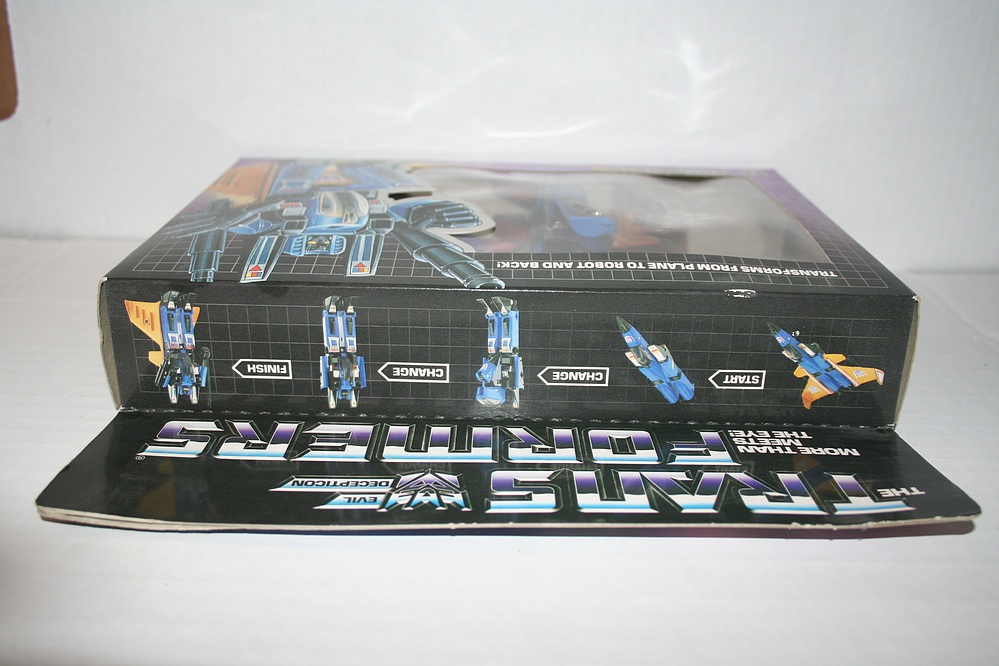 THE
TRANSFORMERS®
MORE THAN
MEETS
THE EYE!
EVIL
DECEPTICON
START
CHANGE
CHANGE
FINISH
TRANSFORMS FROM PLANE TO ROBOT AND BACK!